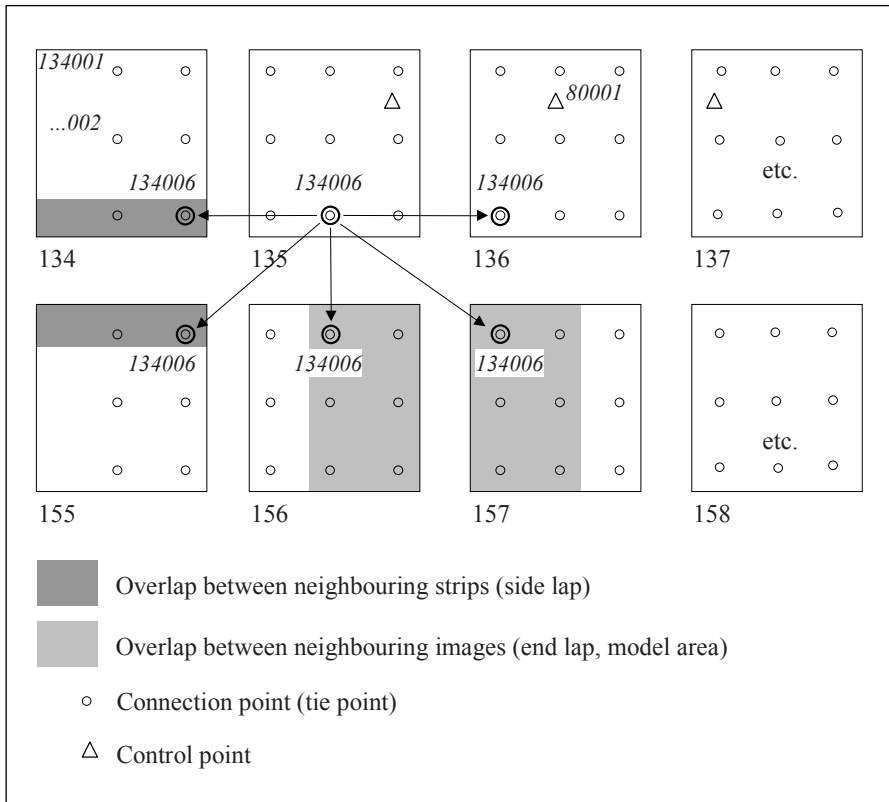 134001
80001
...002
134006 134006 134006
etc.
134 135 136 137
134006 134006 134006
etc.
155 156 157 158
Overlap between neighbouring strips (side lap)
Overlap between neighbouring images (end lap, model area)
Connection point (tie point)
Control point